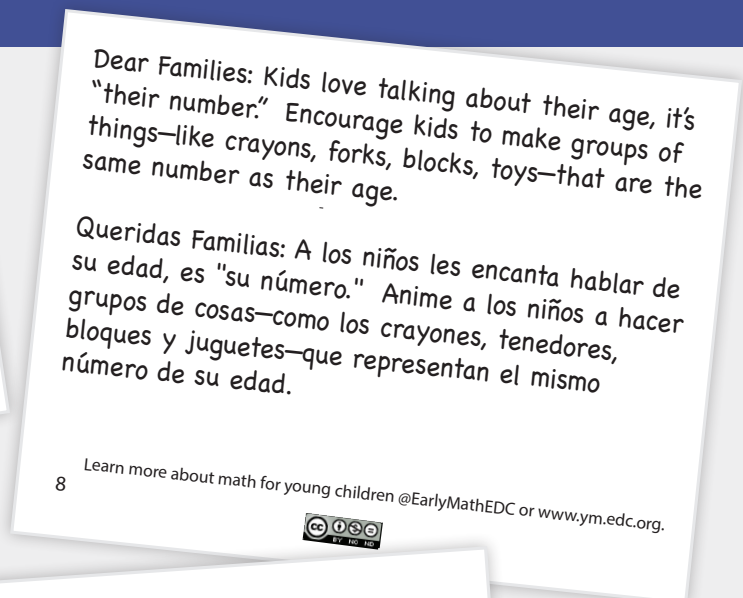 Dear Families: Kids love talking about their age, it's
“their number.” Encourage kids to make groups of
things—like crayons, forks, blocks, toys—that are the
same number as their age.
Queridas Familias: A los niños les encanta hablar de
su edad, es "su número." Anime a los niños a hacer
grupos de cosas—como los crayones, tenedores,
bloques y juguetes—que representan el mismo
número de su edad.
Learn more about math for young children @EarlyMathEDC or www.ym.edc.org.
8
cc
BY NC ND